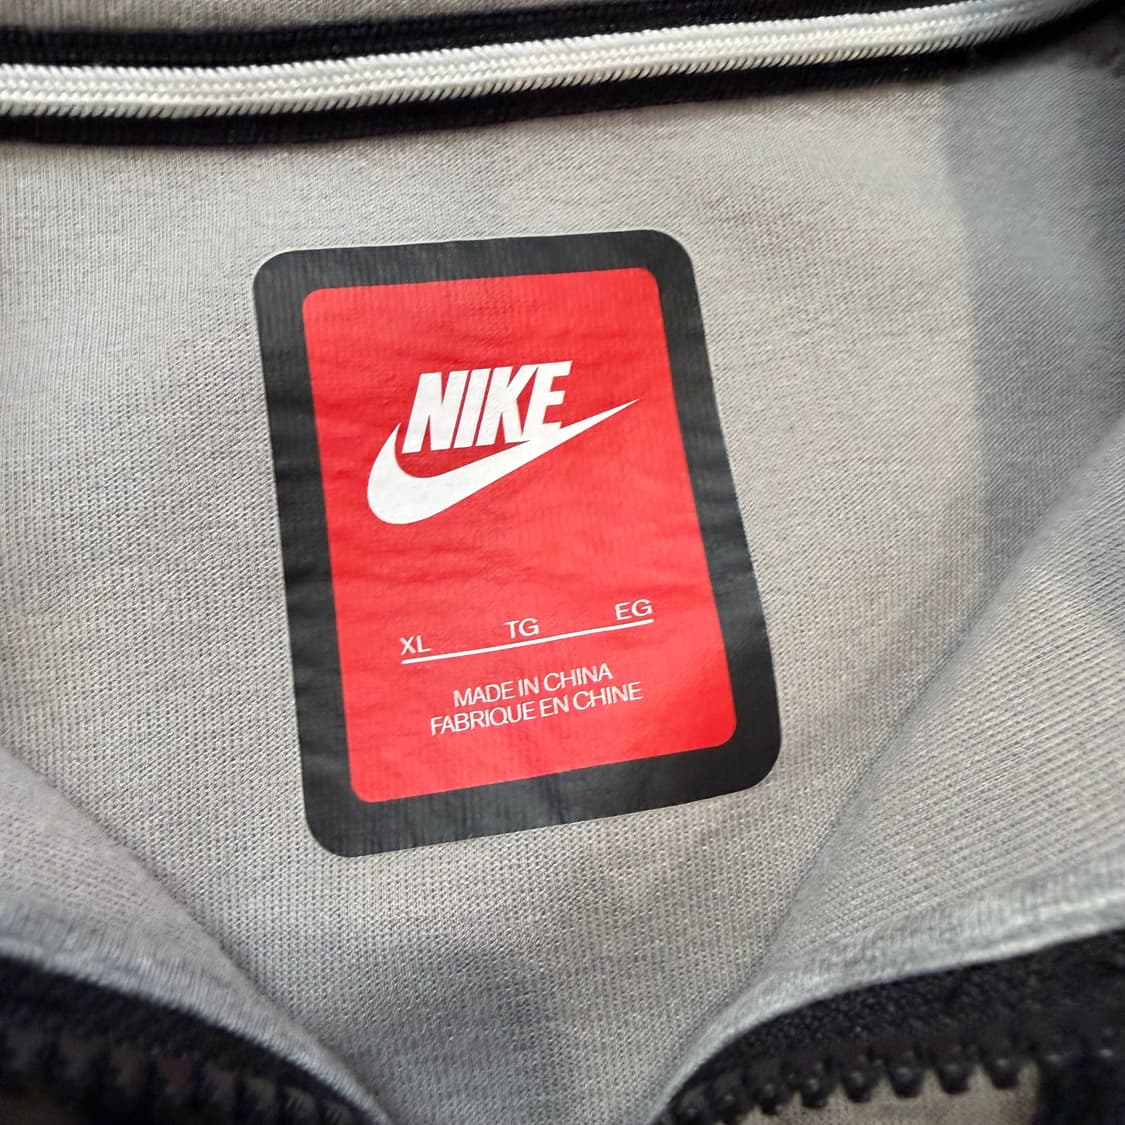 NIKE
XL TG EG
MADE IN CHINA
FABRIQUE EN CHINE